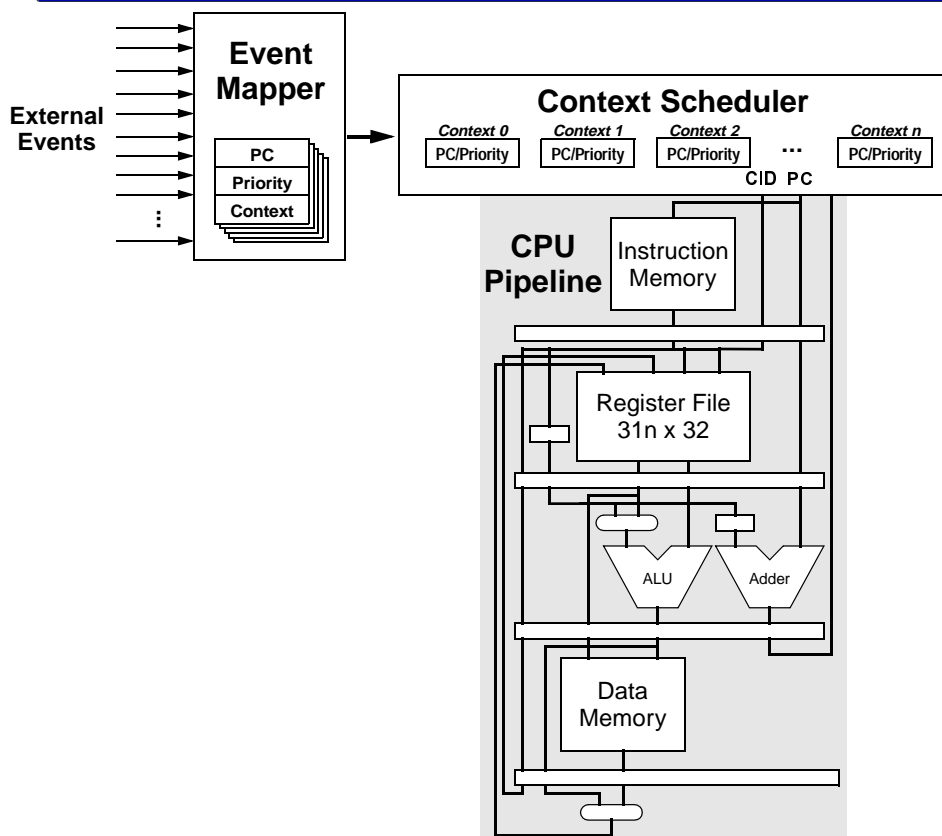 Event
Mapper
External
Events
PC
Priority
Context
...
Context Scheduler
Context 0
Context 1
Context 2
Context n
PC/Priority
PC/Priority
PC/Priority
...
PC/Priority
CID PC
CPU
Pipeline
Instruction
Memory
Register File
31n x 32
ALU
Adder
Data
Memory